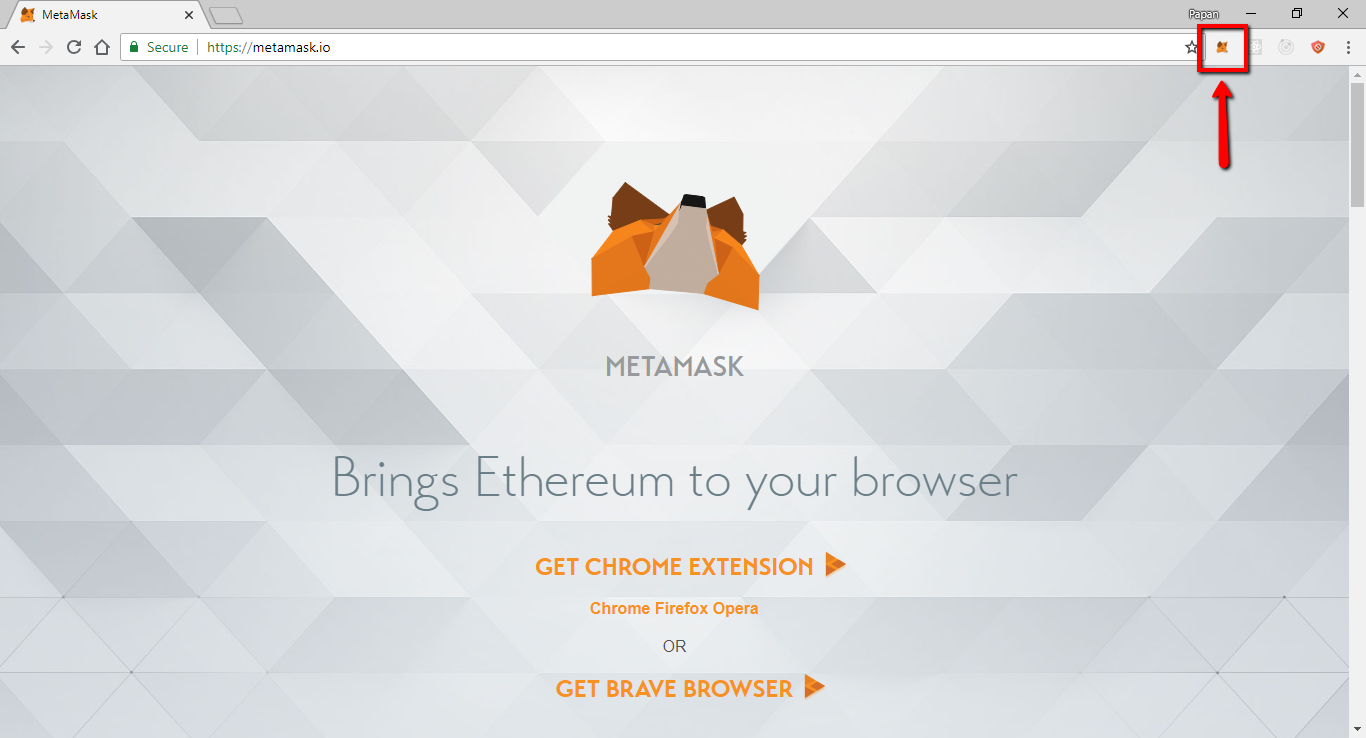 MetaMask
Papan
Secure
https://metamask.io
METAMASK
Brings Ethereum to your browser
GET CHROME EXTENSION
Chrome Firefox Opera
OR
GET BRAVE BROWSER